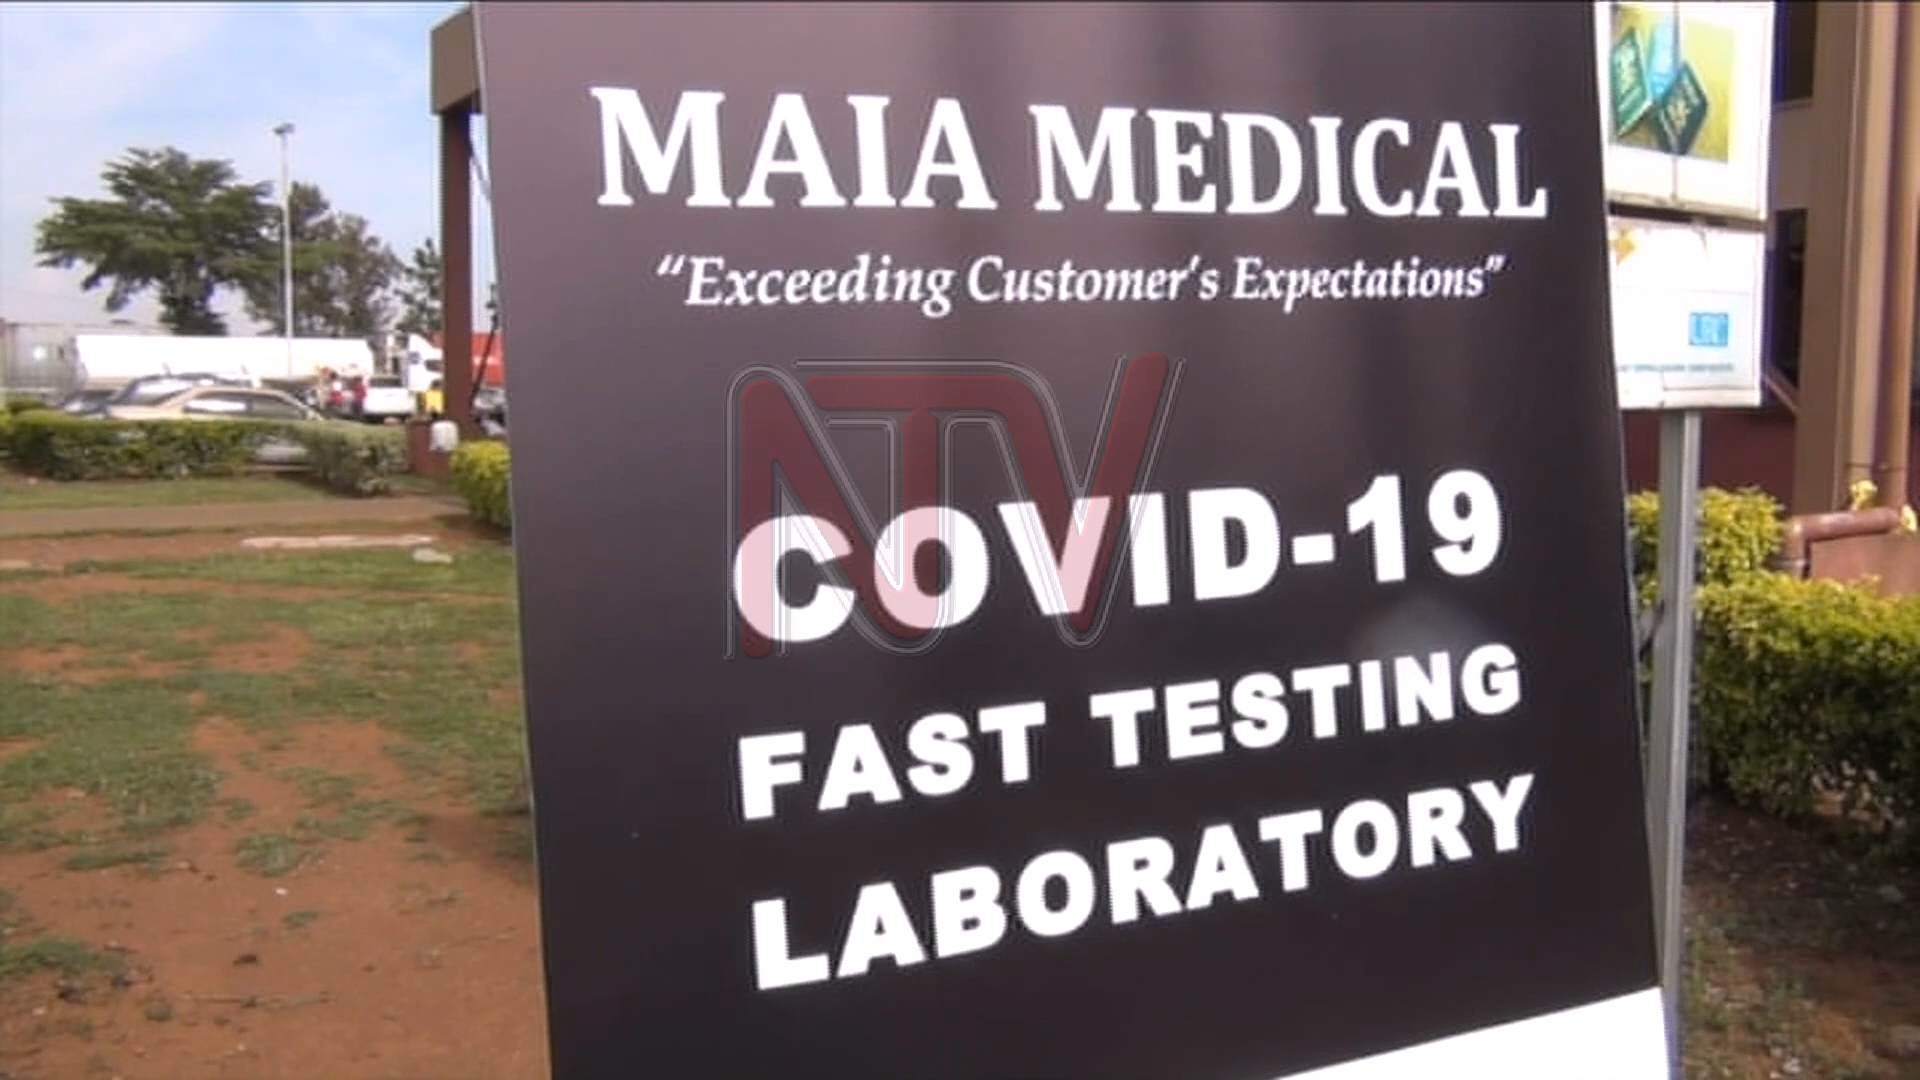 MAIA MEDICAL
“Exceeding Customer's Expectations”
NTV
COVID-19
FAST TESTING
LABORATORY